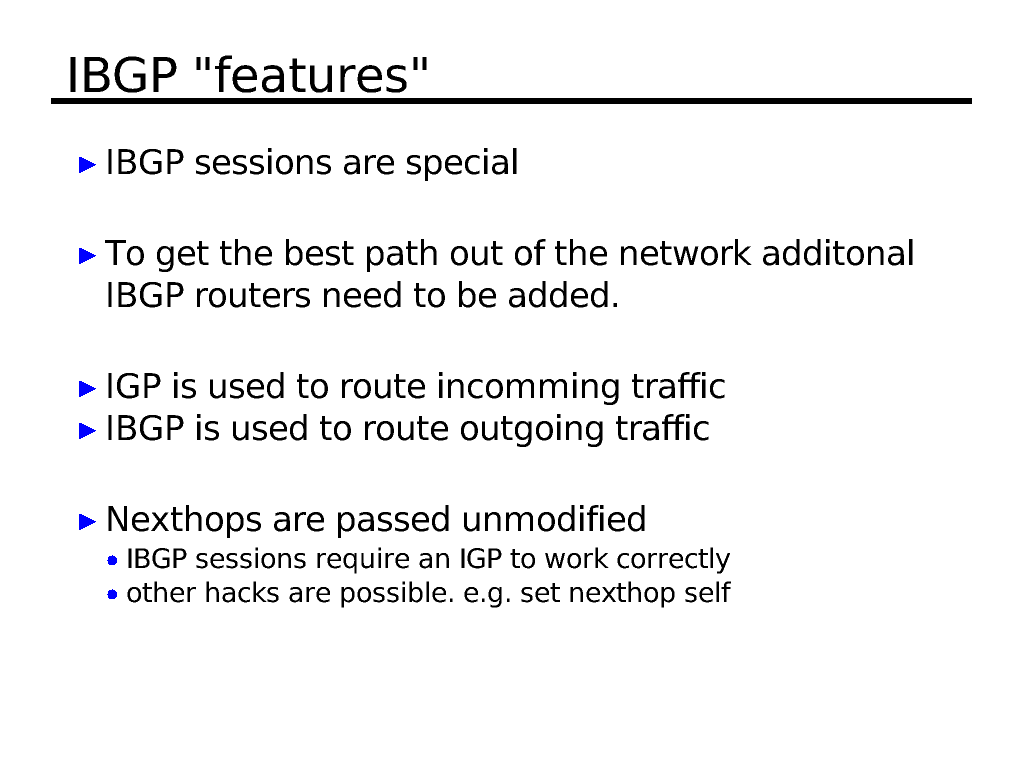 IBGP "features"
IBGP sessions are special
To get the best path out of the network additonal
IBGP routers need to be added.
IGP is used to route incomming traffic
IBGP is used to route outgoing traffic
Nexthops are passed unmodified
IBGP sessions require an IGP to work correctly
other hacks are possible. e.g. set nexthop self